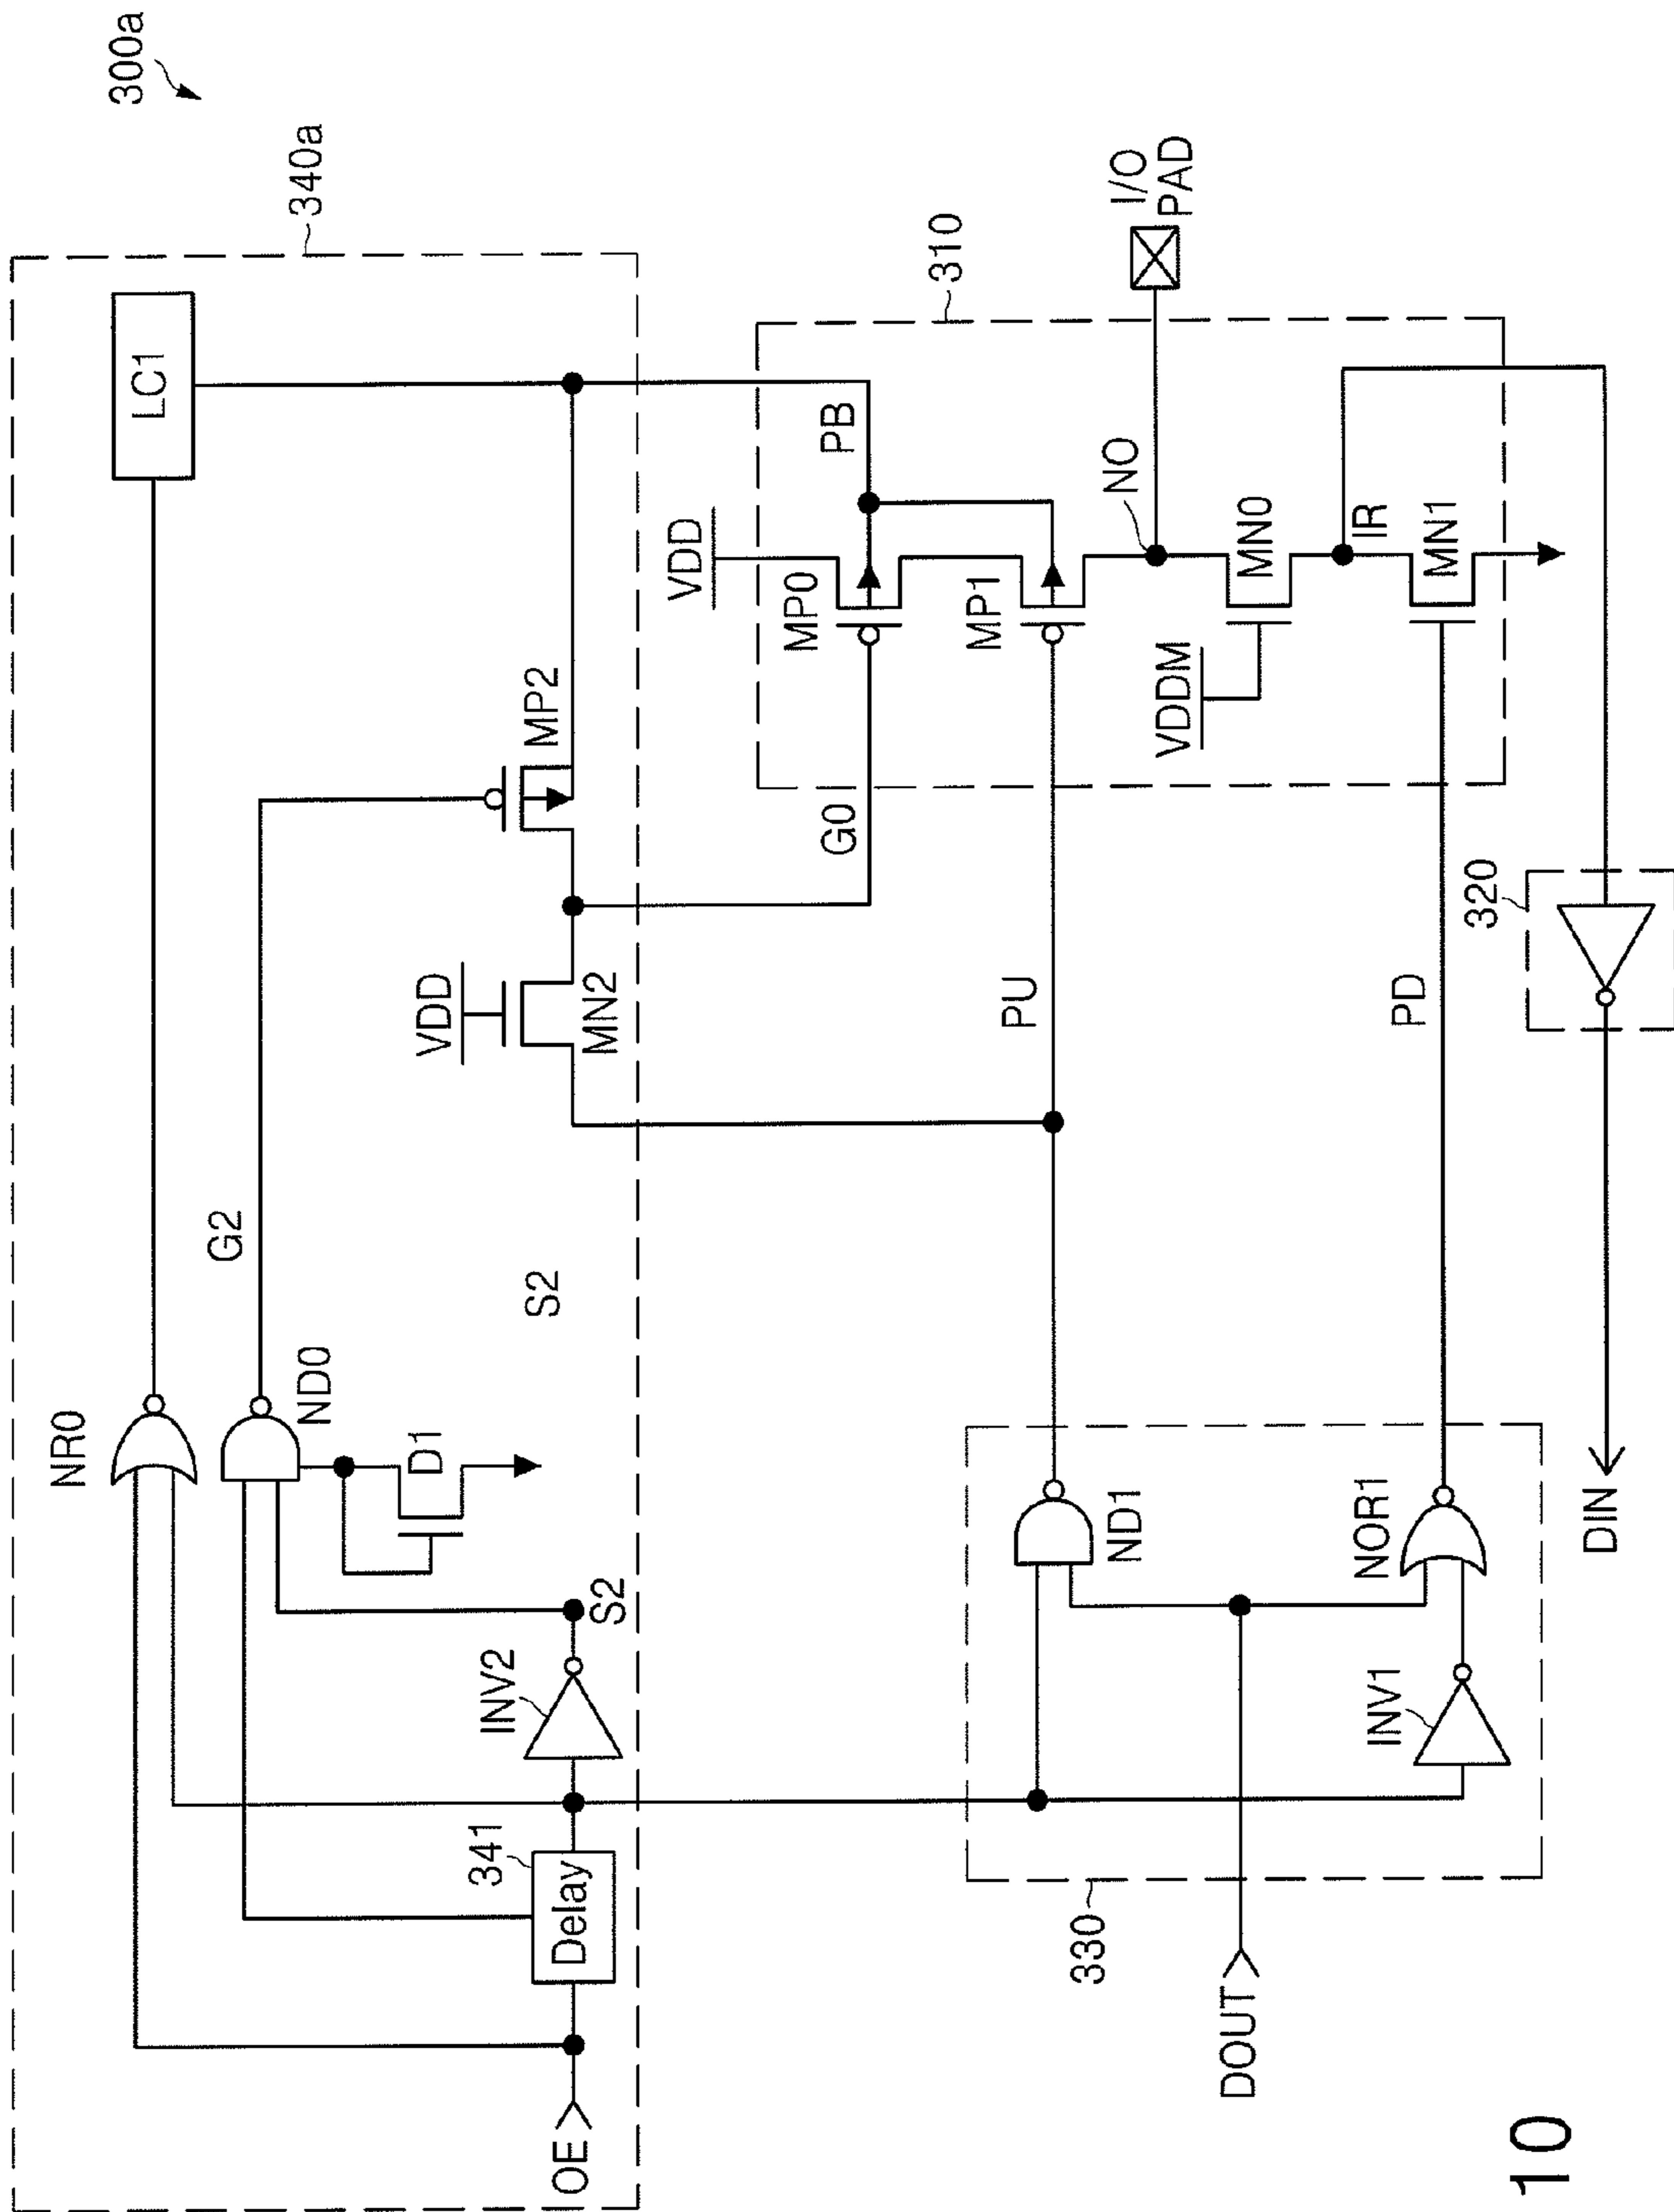 300a
340a
LC1
NR0
G2
ND0
D1
S2
VDD
MN2
MP2
INV2
S2
341
Delay
OE
310
VDD
PB
MP0
G0
MP1
NO
I/O
PAD
VDDM
MN0
IR
MN1
PU
PD
320
330
ND1
NOR1
INV1
DOUT
DIN
10